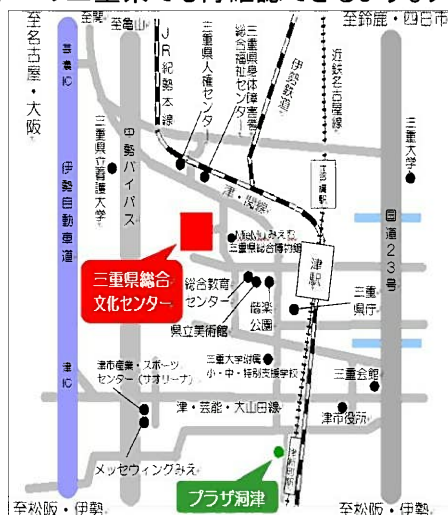 至関
至亀山
至鈴鹿・四日市
至名古屋・大阪
芸濃IC
JR紀勢本線
三重県人権センター
三重県身体障害者総合福祉センター
伊勢鉄道
近鉄名古屋線
三重県立看護大学
伊勢バイパス
伊勢自動車道
三重大学
国道23号
津・関線
MieMu みえむ
三重県総合博物館
津駅
三重県総合
文化センター
総合教育
センター
県立美術館
偕楽
公園
三重
県庁
三重大学附属
小・中・特別支援学校
津IC
津市産業・スポーツ
センター(サオリーナ)
三重会館
津・芸能・大山田線
津市役所
メッセウィングみえ
プラザ洞津
至松阪・伊勢
至松阪・伊勢